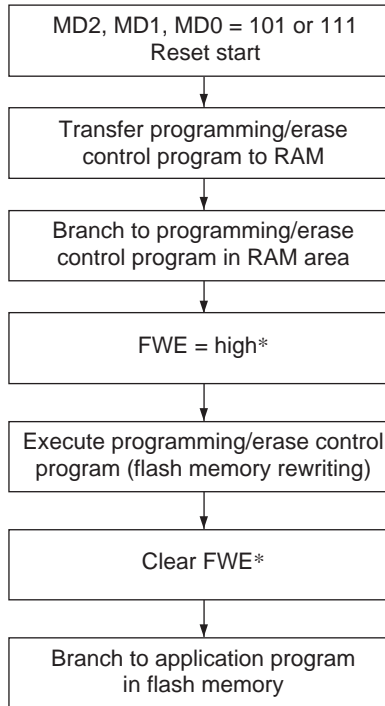 MD2, MD1, MD0 = 101 or 111
Reset start
Transfer programming/erase
control program to RAM
Branch to programming/erase
control program in RAM area
FWE = high*
Execute programming/erase control
program (flash memory rewriting)
Clear FWE*
Branch to application program
in flash memory